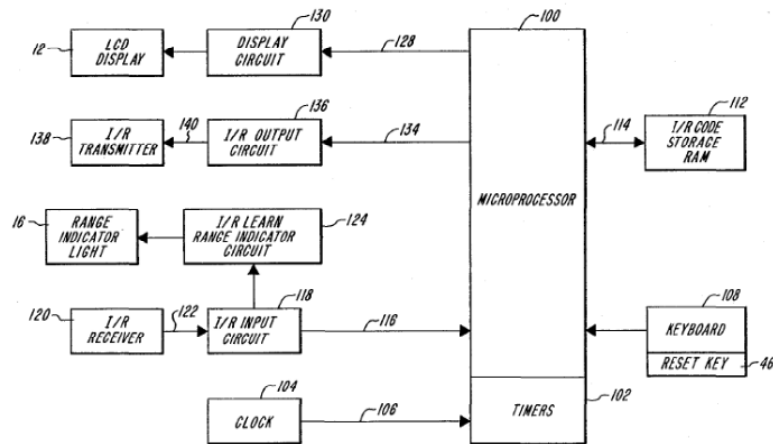 130
100
12
LCD
DISPLAY
DISPLAY
CIRCUIT
128
136
112
138
I/R
TRANSMITTER
140
I/R OUTPUT
CIRCUIT
134
114
I/R CODE
STORAGE
RAM
MICROPROCESSOR
16
RANGE
INDICATOR
LIGHT
I/R LEARN
RANGE INDICATOR
CIRCUIT
124
118
108
120
I/R
RECEIVER
122
I/R INPUT
CIRCUIT
116
KEYBOARD
RESET KEY
46
104
CLOCK
106
TIMERS
102